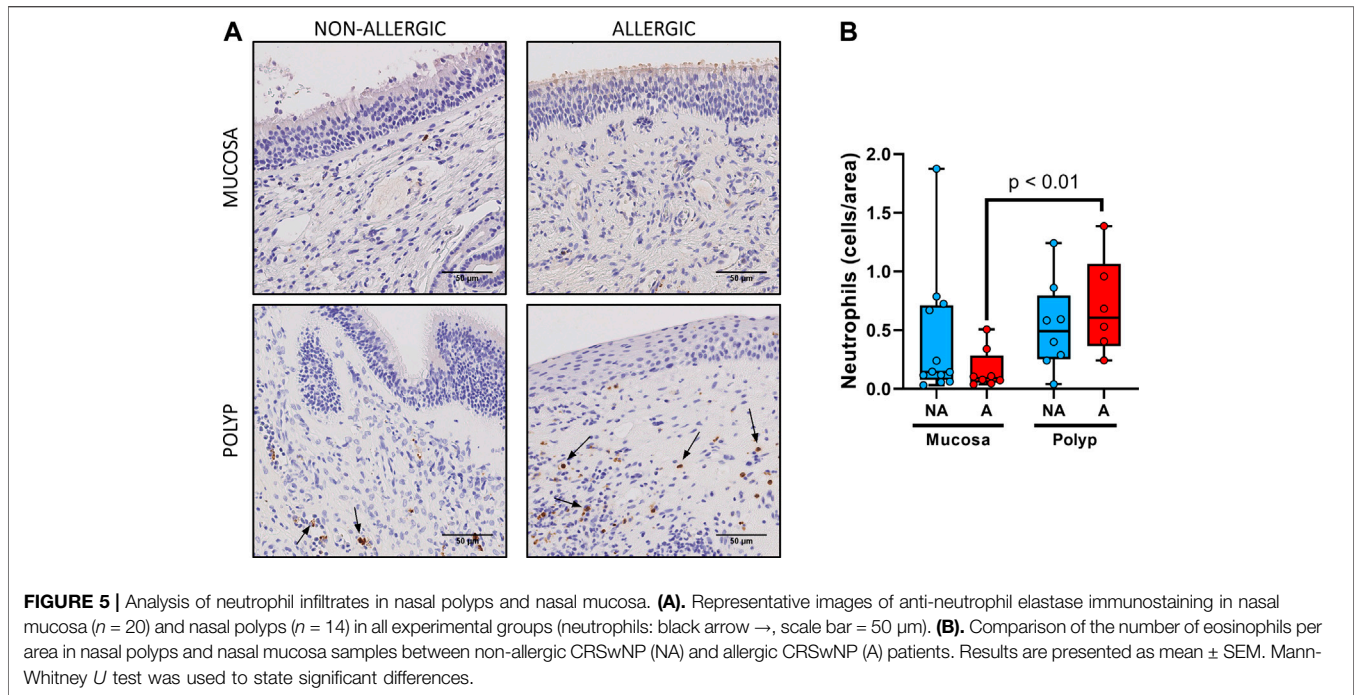 A
NON-ALLERGIC
ALLERGIC
MUCOSA
50 µm
50 µm
POLYP
50 µm
50 µm
B
Neutrophils (cells/area)
2.0
1.5
1.0
0.5
0.0
p < 0.01
NA
A
NA
A
Mucosa
Polyp
FIGURE 5 | Analysis of neutrophil infiltrates in nasal polyps and nasal mucosa. (A). Representative images of anti-neutrophil elastase immunostaining in nasal
mucosa (n = 20) and nasal polyps (n = 14) in all experimental groups (neutrophils: black arrow →, scale bar = 50 µm). (B). Comparison of the number of eosinophils per
area in nasal polyps and nasal mucosa samples between non-allergic CRSwNP (NA) and allergic CRSwNP (A) patients. Results are presented as mean ± SEM. Mann-
Whitney U test was used to state significant differences.